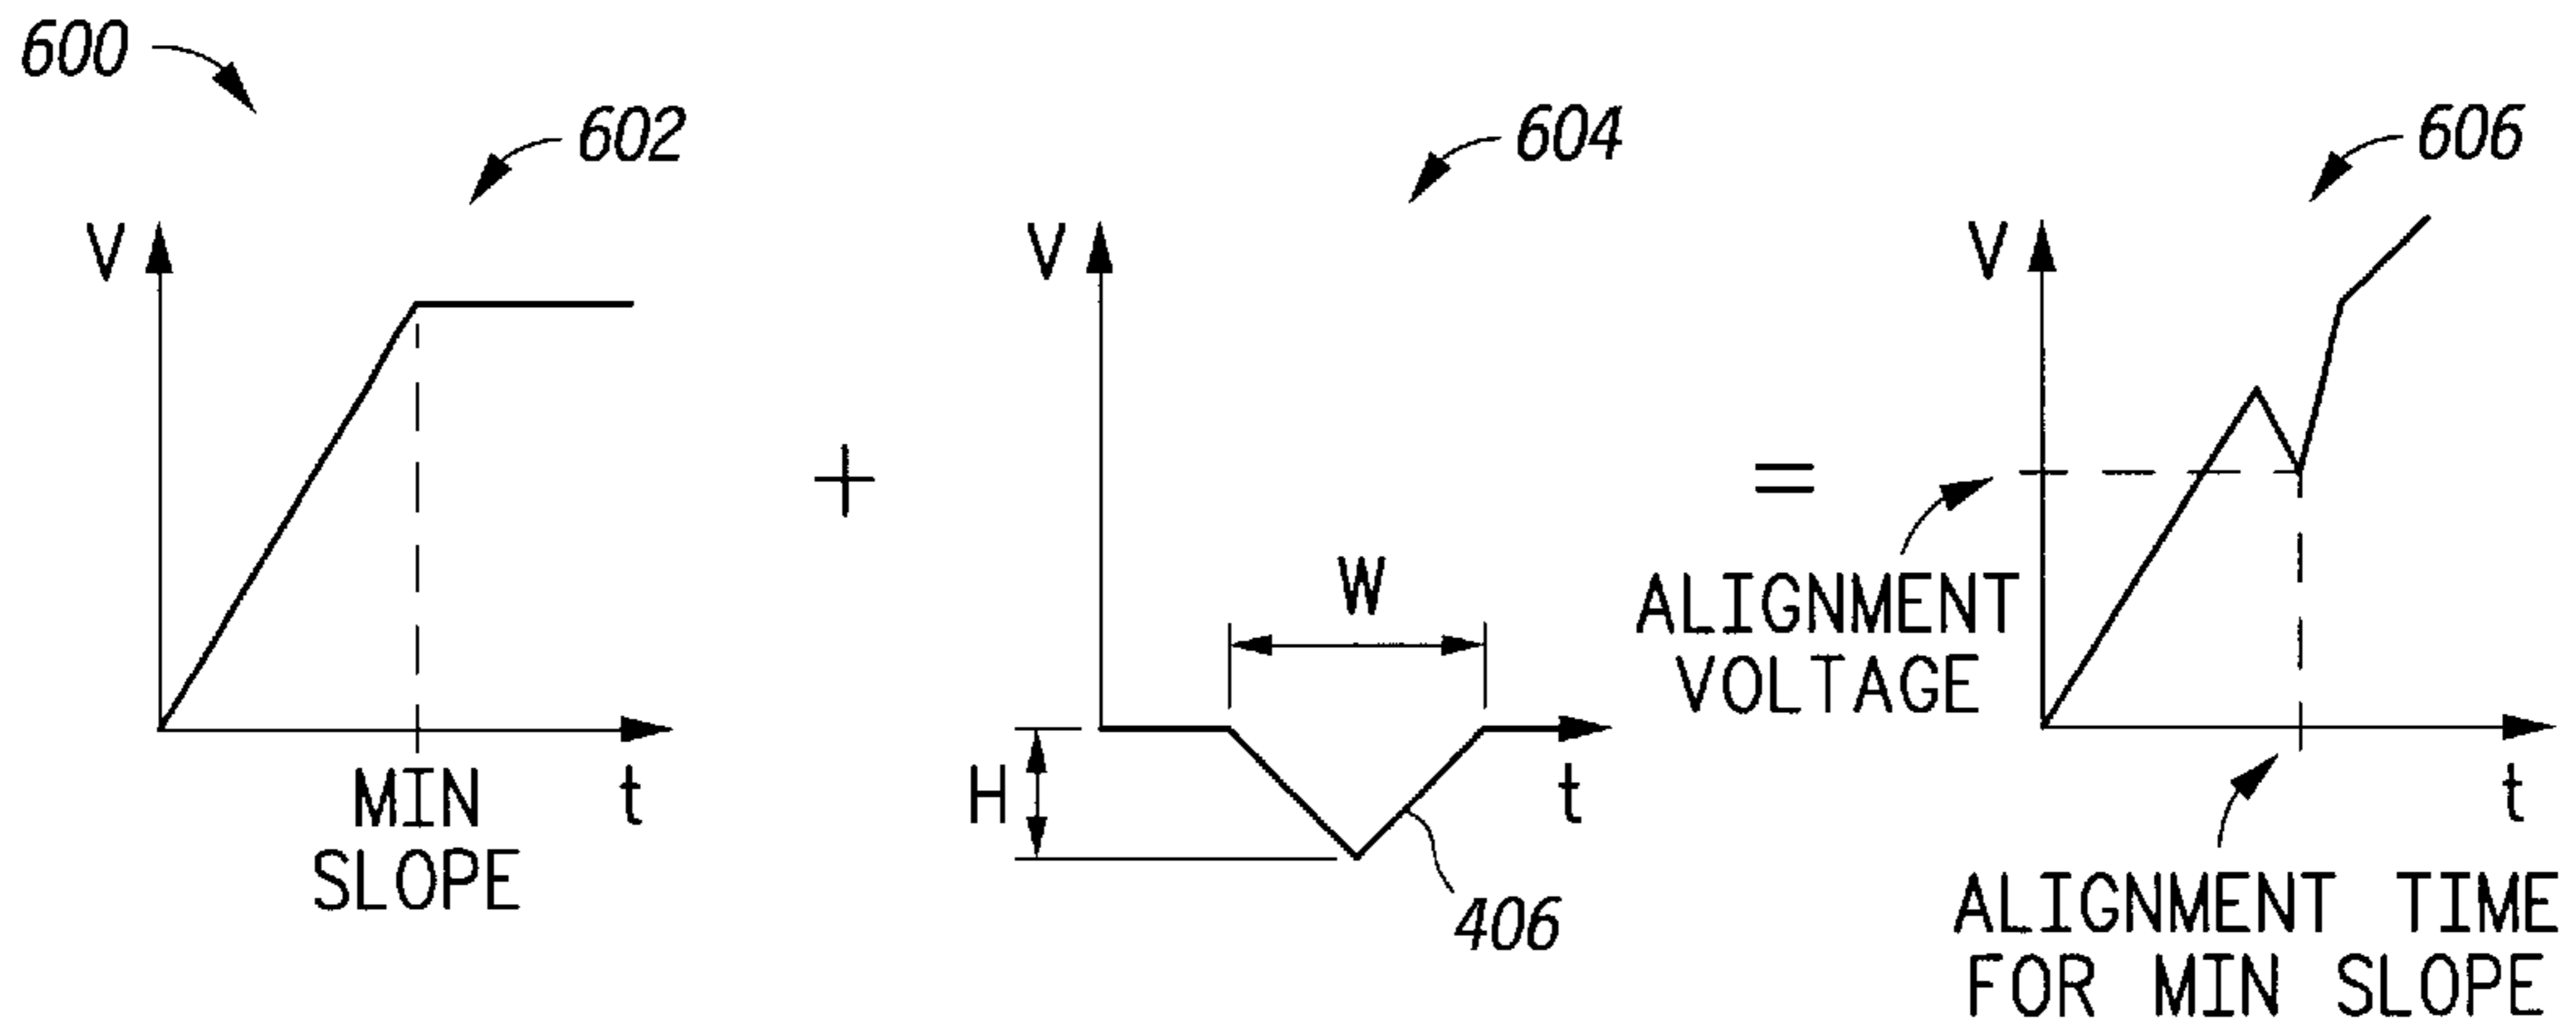 600
602
604
606
V
V
V
+
=
W
ALIGNMENT
VOLTAGE
H
MIN
SLOPE
t
t
t
406
ALIGNMENT TIME
FOR MIN SLOPE